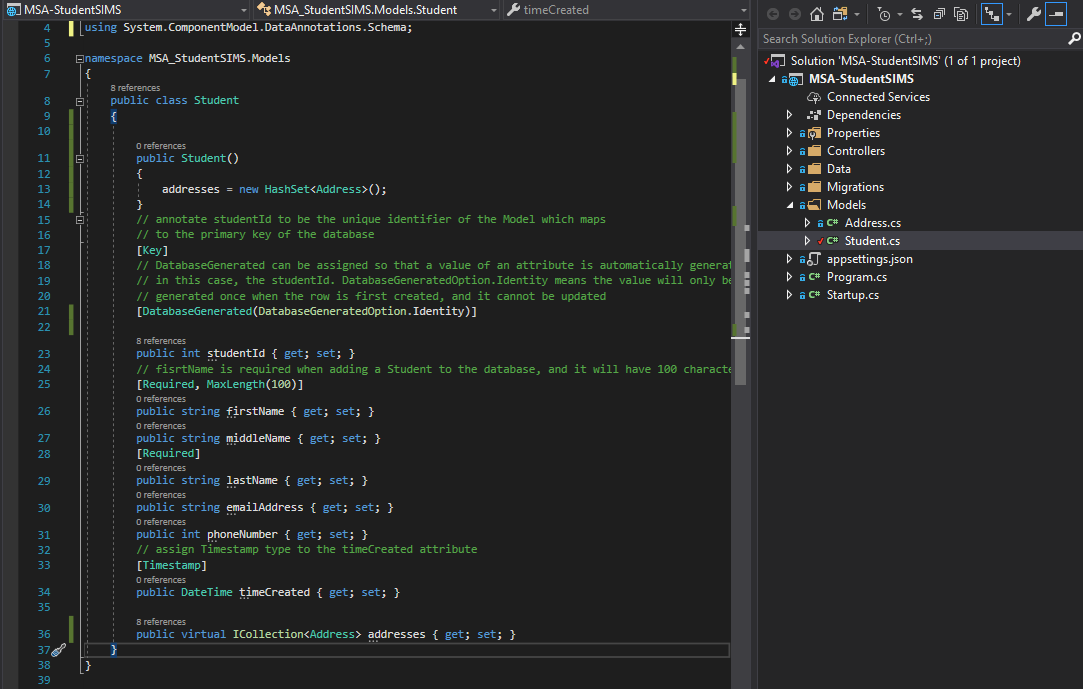 MSA-StudentSIMS
MSA_StudentSIMS.Models.Student
timeCreated
4 using System.ComponentModel.DataAnnotations.Schema;
5
6 namespace MSA_StudentSIMS.Models
7 {
8 references
8 public class Student
9 {
10
0 references
11 public Student()
12 {
13 addresses = new HashSet<Address>();
14 }
15 // annotate studentId to be the unique identifier of the Model which maps
16 // to the primary key of the database
17 [Key]
18 // DatabaseGenerated can be assigned so that a value of an attribute is automatically generat
19 // in this case, the studentId. DatabaseGeneratedOption.Identity means the value will only be
20 // generated once when the row is first created, and it cannot be updated
21 [DatabaseGenerated(DatabaseGeneratedOption.Identity)]
22
8 references
23 public int studentId { get; set; }
24 // fisrtName is required when adding a Student to the database, and it will have 100 characte
25 [Required, MaxLength(100)]
0 references
26 public string firstName { get; set; }
0 references
27 public string middleName { get; set; }
28 [Required]
0 references
29 public string lastName { get; set; }
0 references
30 public string emailAddress { get; set; }
0 references
31 public int phoneNumber { get; set; }
32 // assign Timestamp type to the timeCreated attribute
33 [Timestamp]
0 references
34 public DateTime timeCreated { get; set; }
35
8 references
36 public virtual ICollection<Address> addresses { get; set; }
37 }
38 }
39
Search Solution Explorer (Ctrl+;)
Solution 'MSA-StudentSIMS' (1 of 1 project)
MSA-StudentSIMS
Connected Services
Dependencies
Properties
Controllers
Data
Migrations
Models
C# Address.cs
C# Student.cs
appsettings.json
C# Program.cs
C# Startup.cs